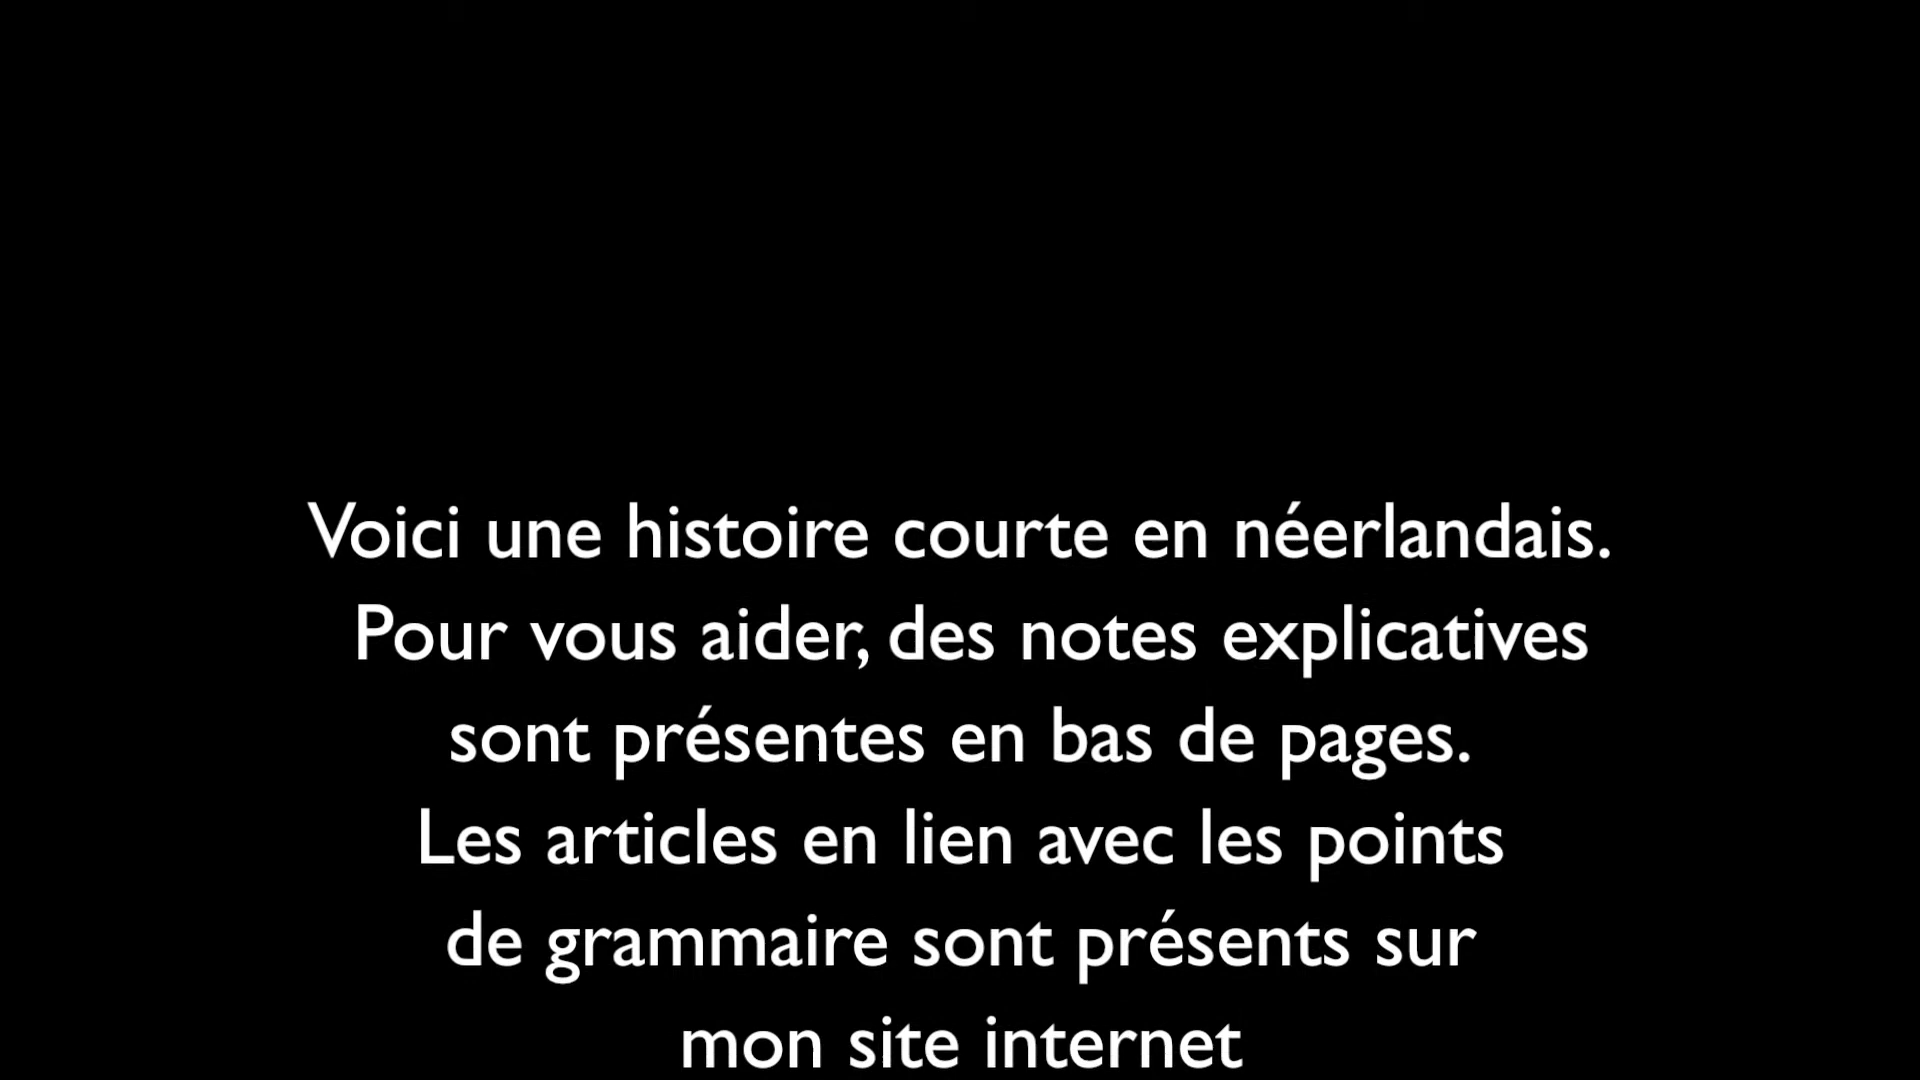 Voici une histoire courte en néerlandais.
Pour vous aider, des notes explicatives
sont présentes en bas de pages.
Les articles en lien avec les points
de grammaire sont présents sur
mon site internet